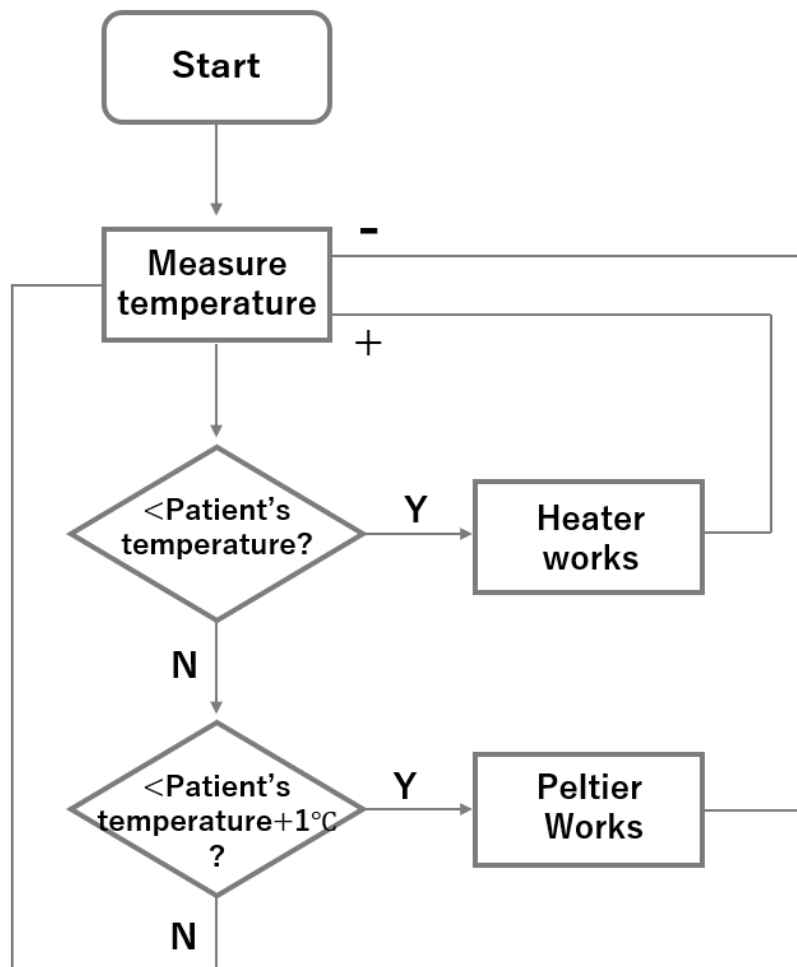 Start
-
Measure
temperature
+
<Patient's
temperature?
Y
Heater
works
N
<Patient's
temperature+1℃
?
Y
Peltier
Works
N